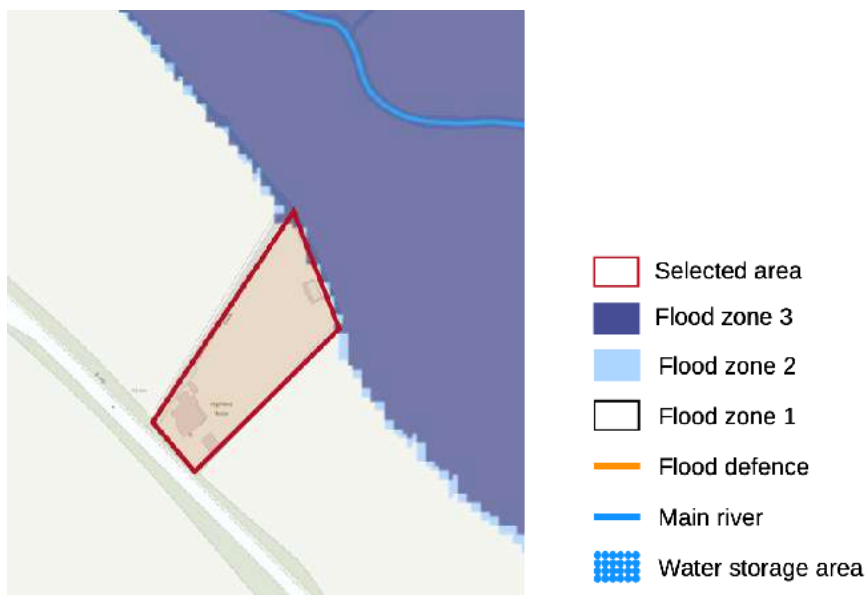 Selected area
Flood zone 3
Flood zone 2
Flood zone 1
Flood defence
Main river
Water storage area